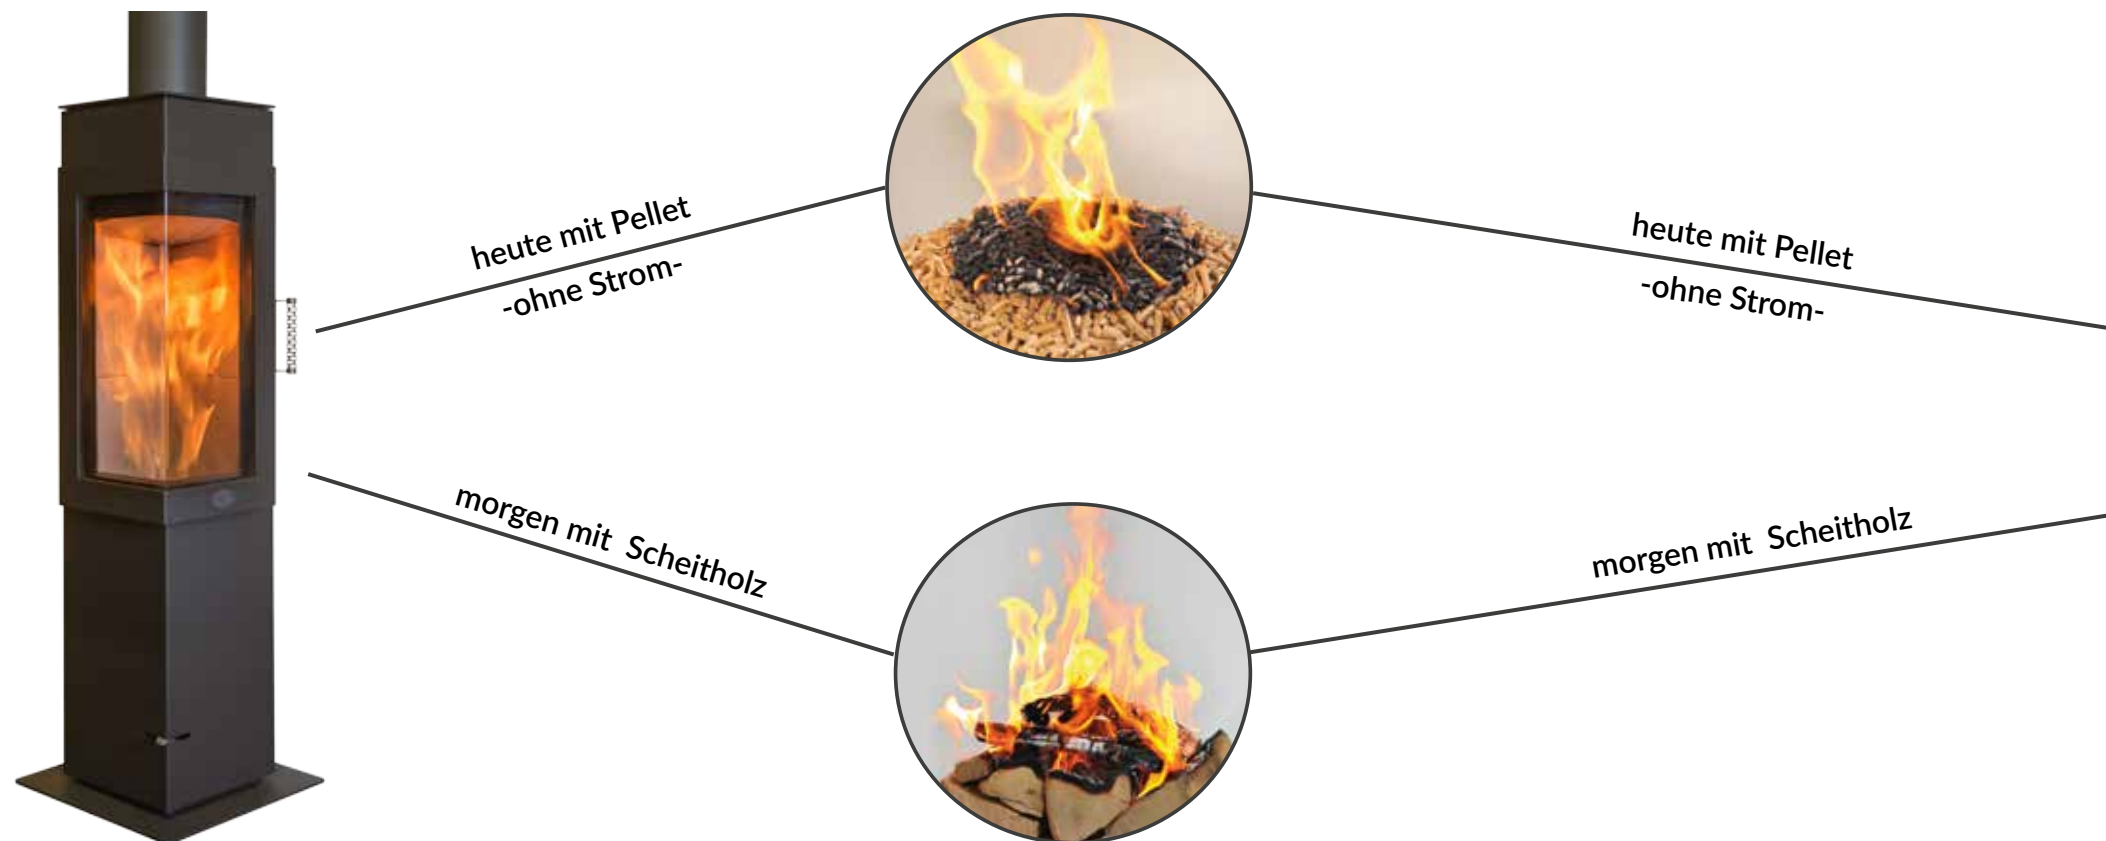 heute mit Pellet
-ohne Strom-
heute mit Pellet
-ohne Strom-
morgen mit  Scheitholz
morgen mit  Scheitholz